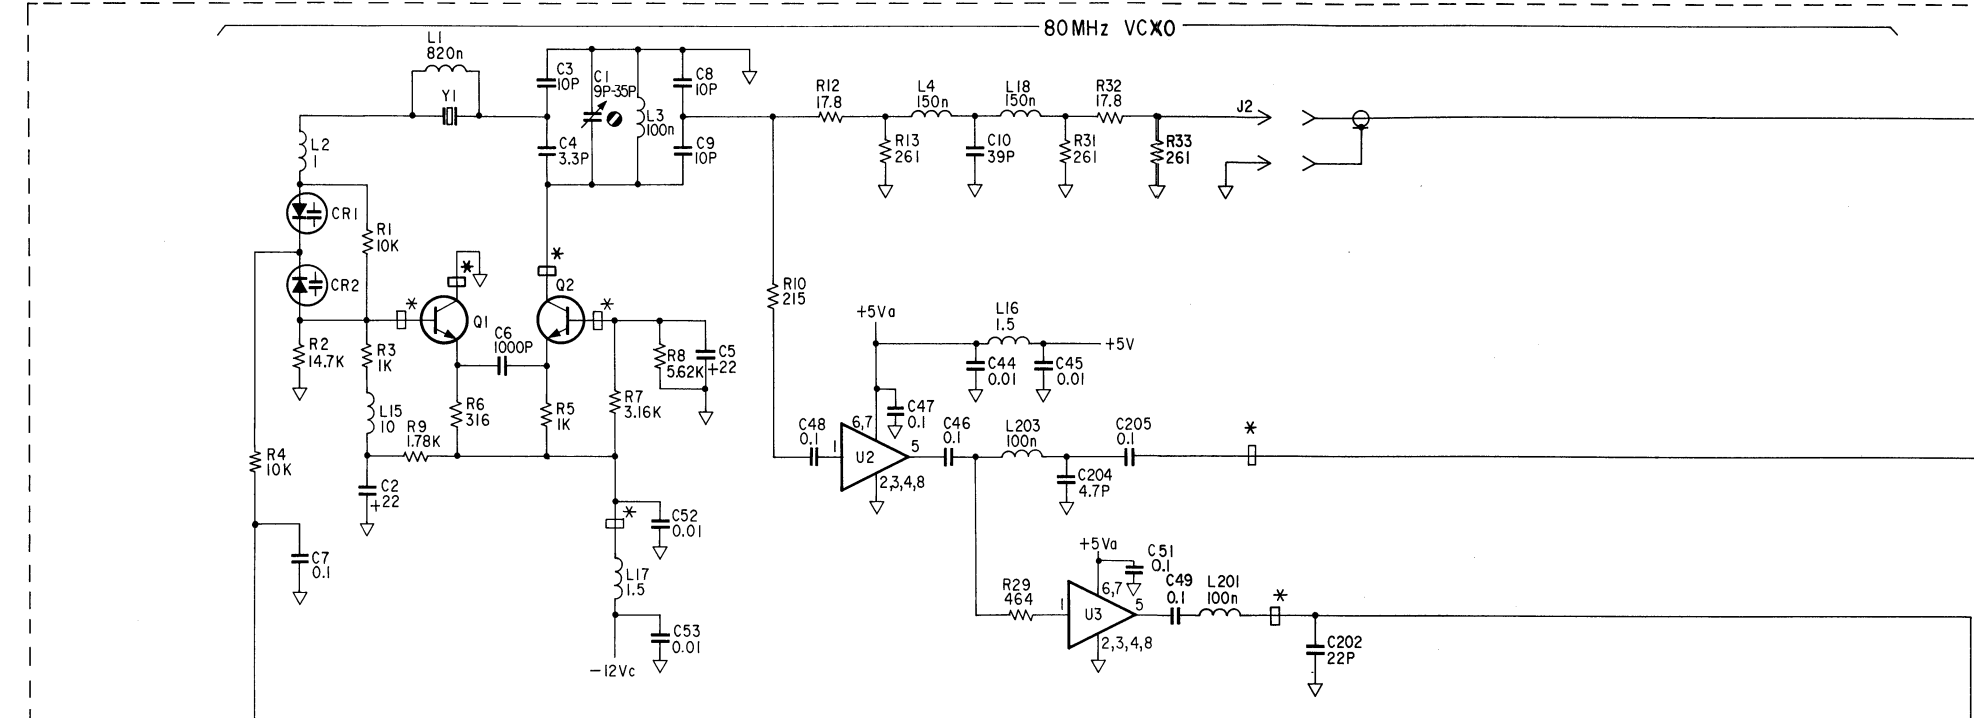 80MHz VCXO
L1
820n
Y1
C3
10P
C1
9P-35P
L3
100n
C8
10P
C4
3.3P
C9
10P
R12
17.8
L4
150n
L18
150n
R32
17.8
J2
R13
261
C10
39P
R31
261
R33
261
L2
1
CR1
R1
10K
CR2
*
*
*
*
Q1
Q2
R10
215
+5Va
L16
1.5
+5V
C44
0.01
C45
0.01
R2
14.7K
R3
1K
C6
1000P
R8
5.62K
C5
+22
L15
10
R9
1.78K
R6
316
R5
1K
R7
3.16K
C47
0.1
C48
0.1
6,7
1
U2
5
2,3,4,8
C46
0.1
L203
100n
C205
0.1
*
C204
4.7P
R4
10K
C2
+22
*
C52
0.01
C7
0.1
L17
1.5
C53
0.01
-12Vc
+5Va
C51
0.1
R29
464
1
6,7
U3
5
2,3,4,8
C49
0.1
L201
100n
*
C202
22P